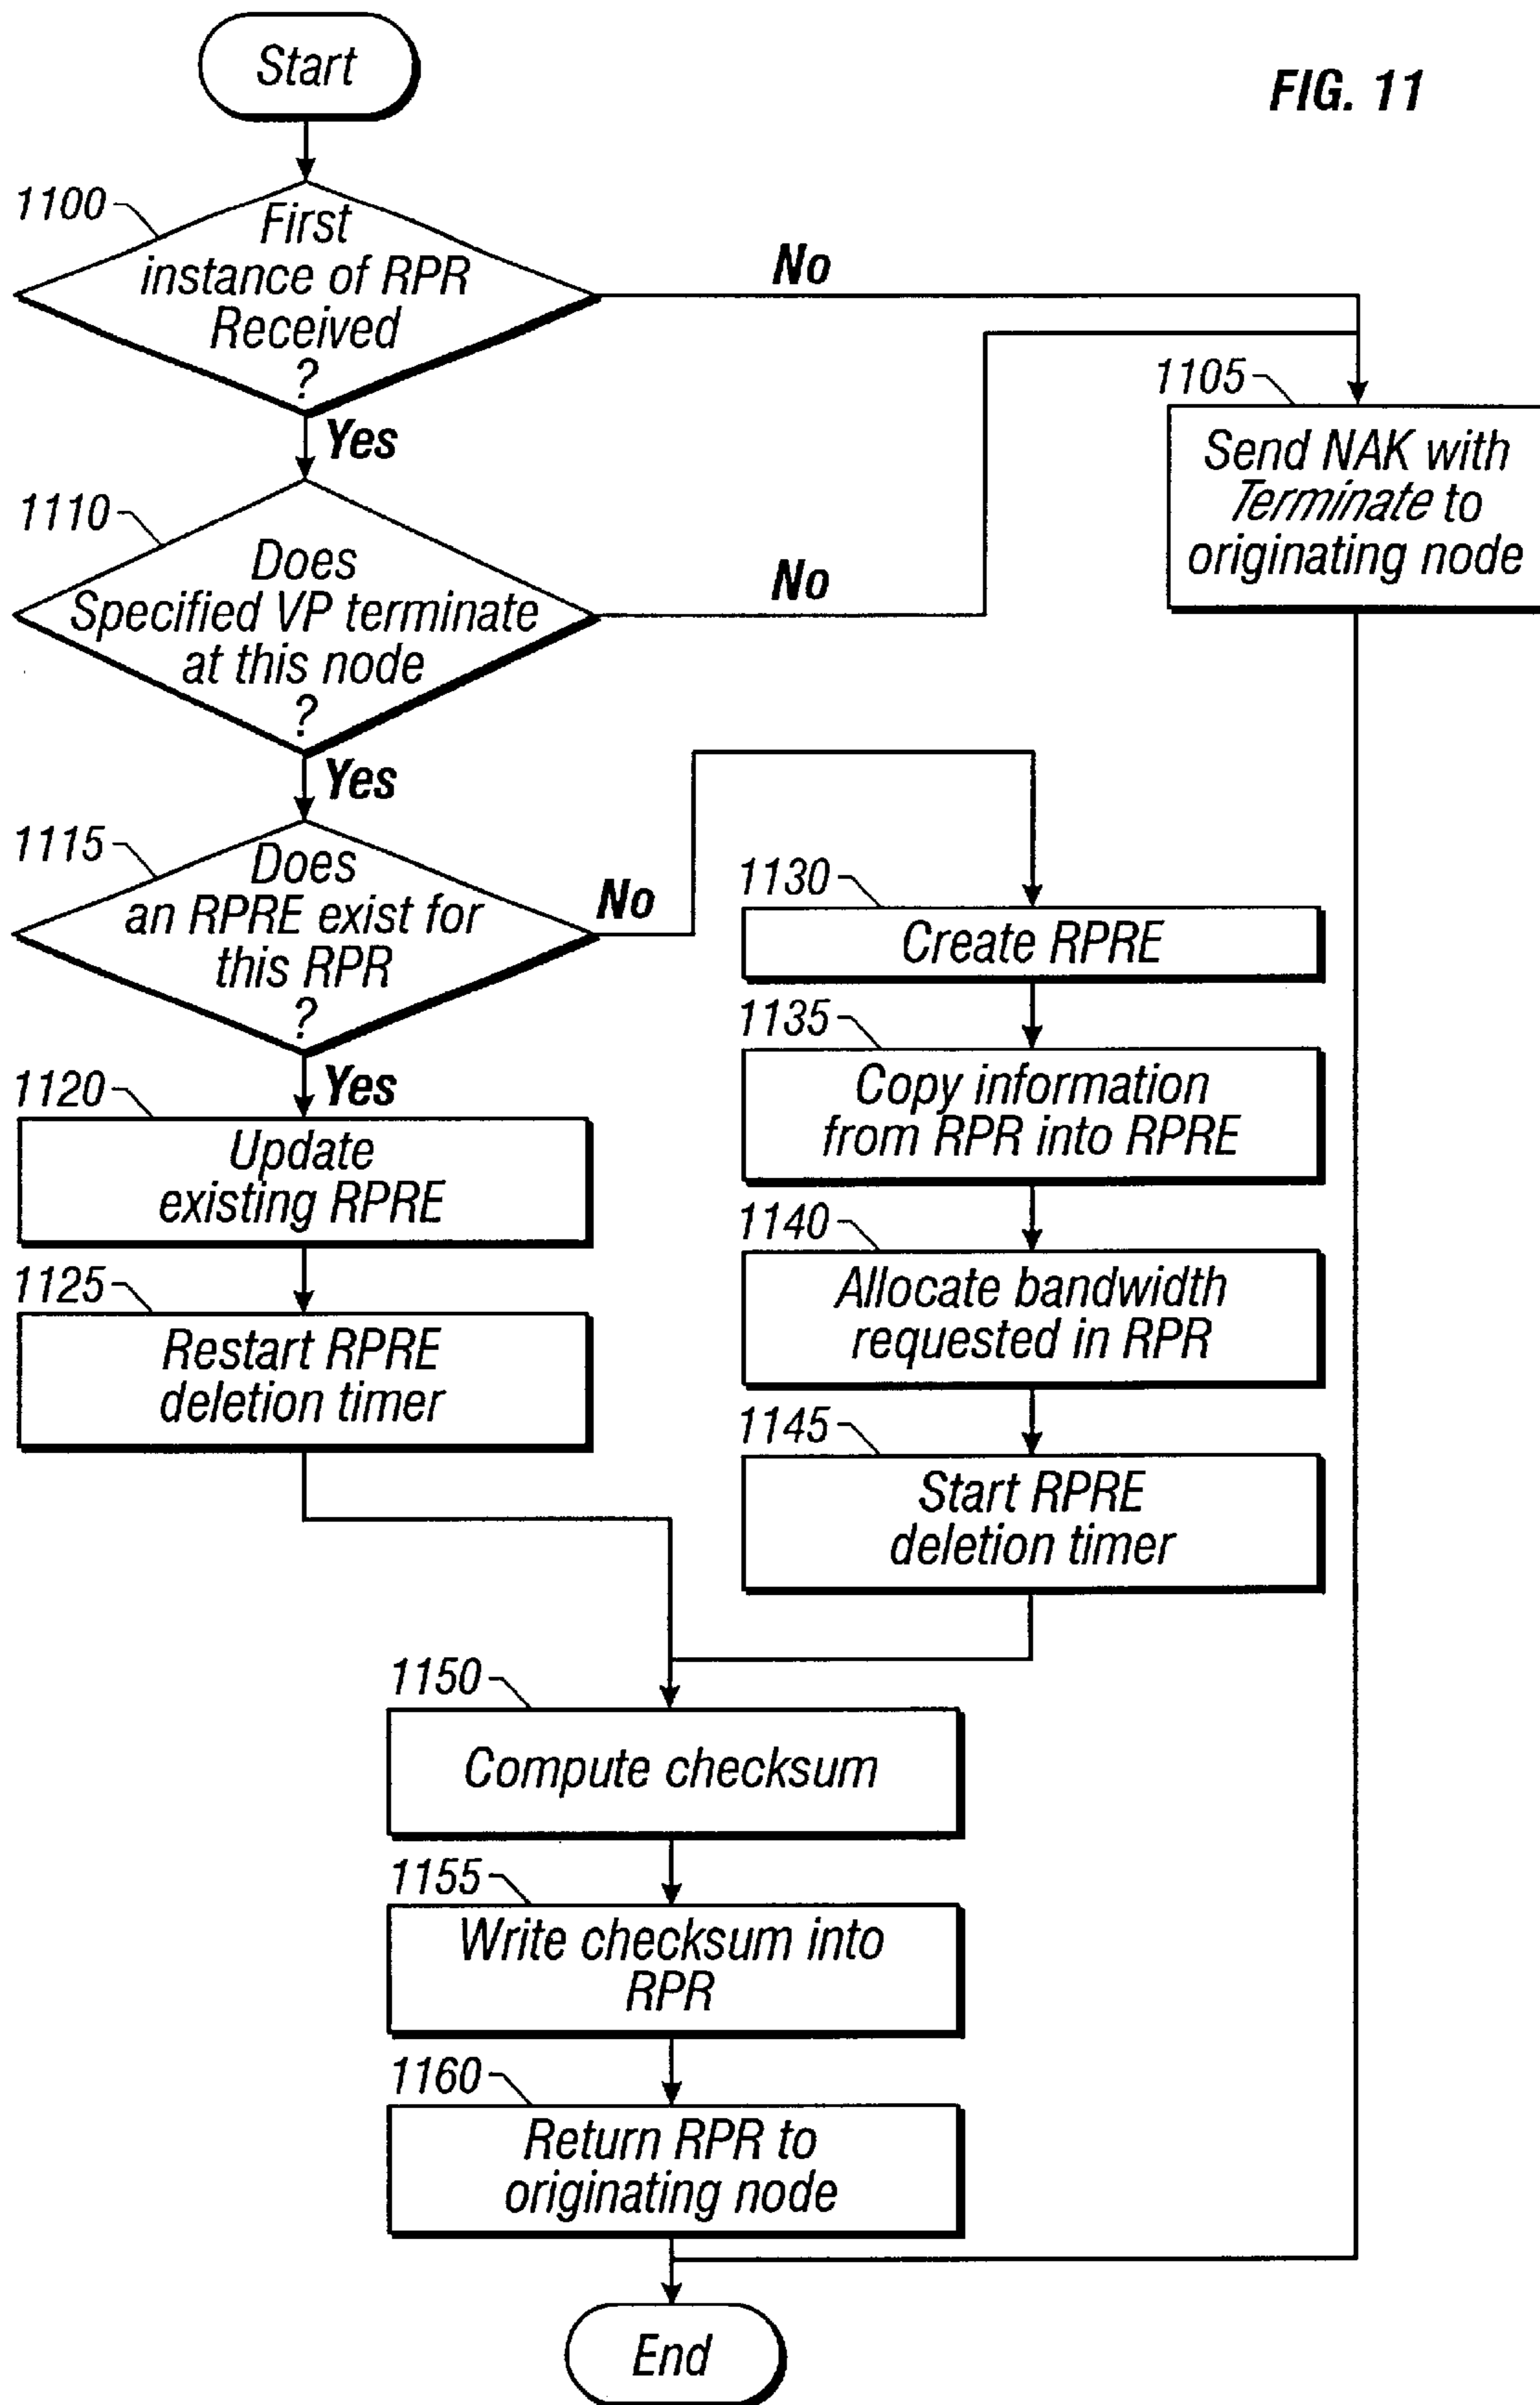 Start
FIG. 11
1100
First
instance of RPR
Received
?
No
Yes
1105
Send NAK with
Terminate to
originating node
1110
Does
Specified VP terminate
at this node
?
No
Yes
1115
Does
an RPRE exist for
this RPR
?
No
Yes
1120
Update
existing RPRE
1125
Restart RPRE
deletion timer
1130
Create RPRE
1135
Copy information
from RPR into RPRE
1140
Allocate bandwidth
requested in RPR
1145
Start RPRE
deletion timer
1150
Compute checksum
1155
Write checksum into
RPR
1160
Return RPR to
originating node
End